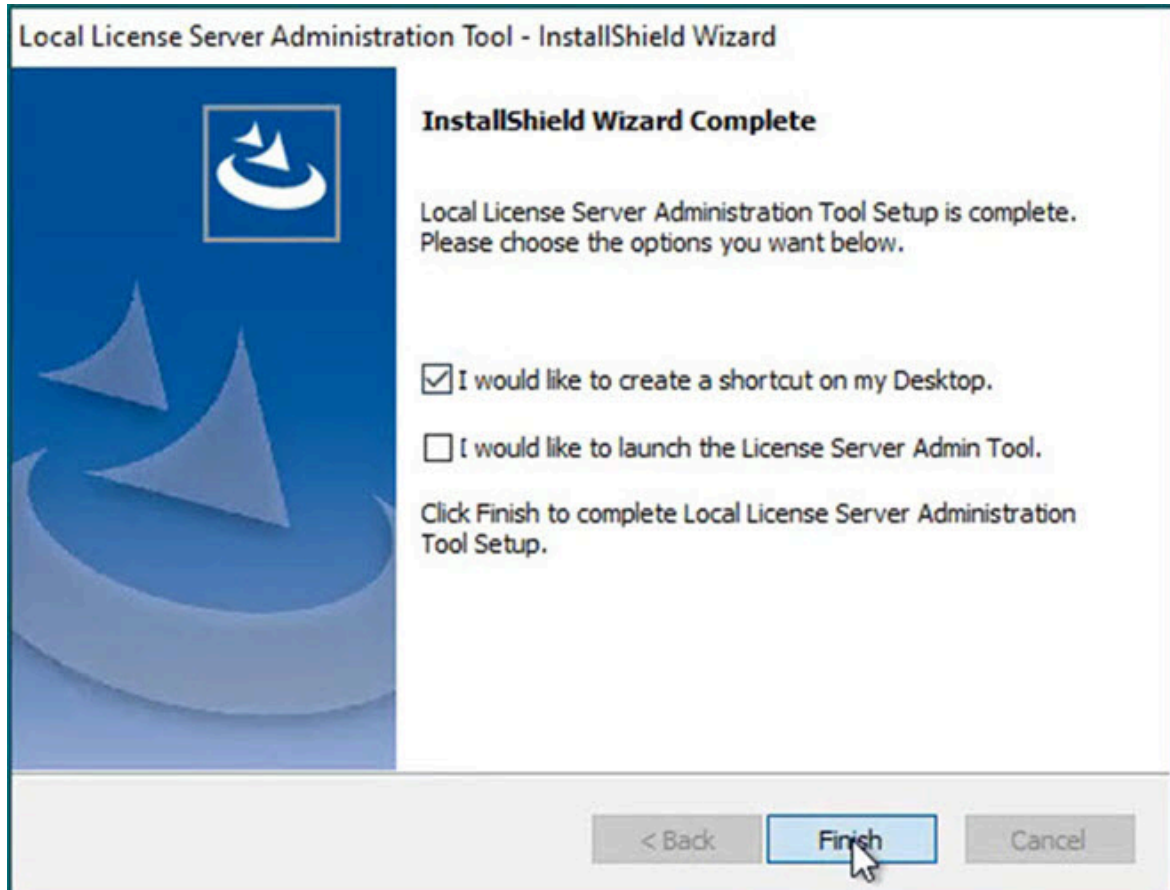 Local License Server Administration Tool - InstallShield Wizard
InstallShield Wizard Complete
Local License Server Administration Tool Setup is complete.
Please choose the options you want below.
I would like to create a shortcut on my Desktop.
I would like to launch the License Server Admin Tool.
Click Finish to complete Local License Server Administration
Tool Setup.
< Back
Finish
Cancel